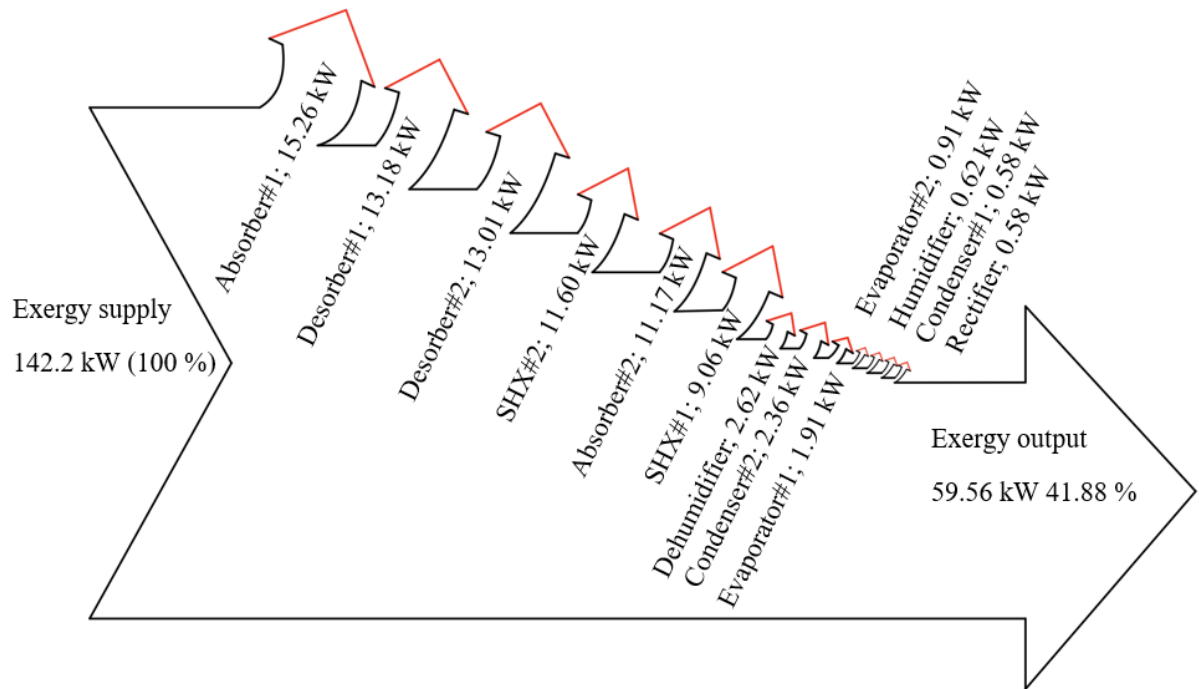 Exergy supply
142.2 kW (100 %)
Absorber#1; 15.26 kW
Desorber#1; 13.18 kW
Desorber#2; 13.01 kW
SHX#2; 11.60 kW
Absorber#2; 11.17 kW
SHX#1; 9.06 kW
Dehumidifier; 2.62 kW
Condenser#2; 2.36 kW
Evaporator#1; 1.91 kW
Evaporator#2; 0.91 kW
Humidifier; 0.62 kW
Condenser#1; 0.58 kW
Rectifier; 0.58 kW
Exergy output
59.56 kW 41.88 %